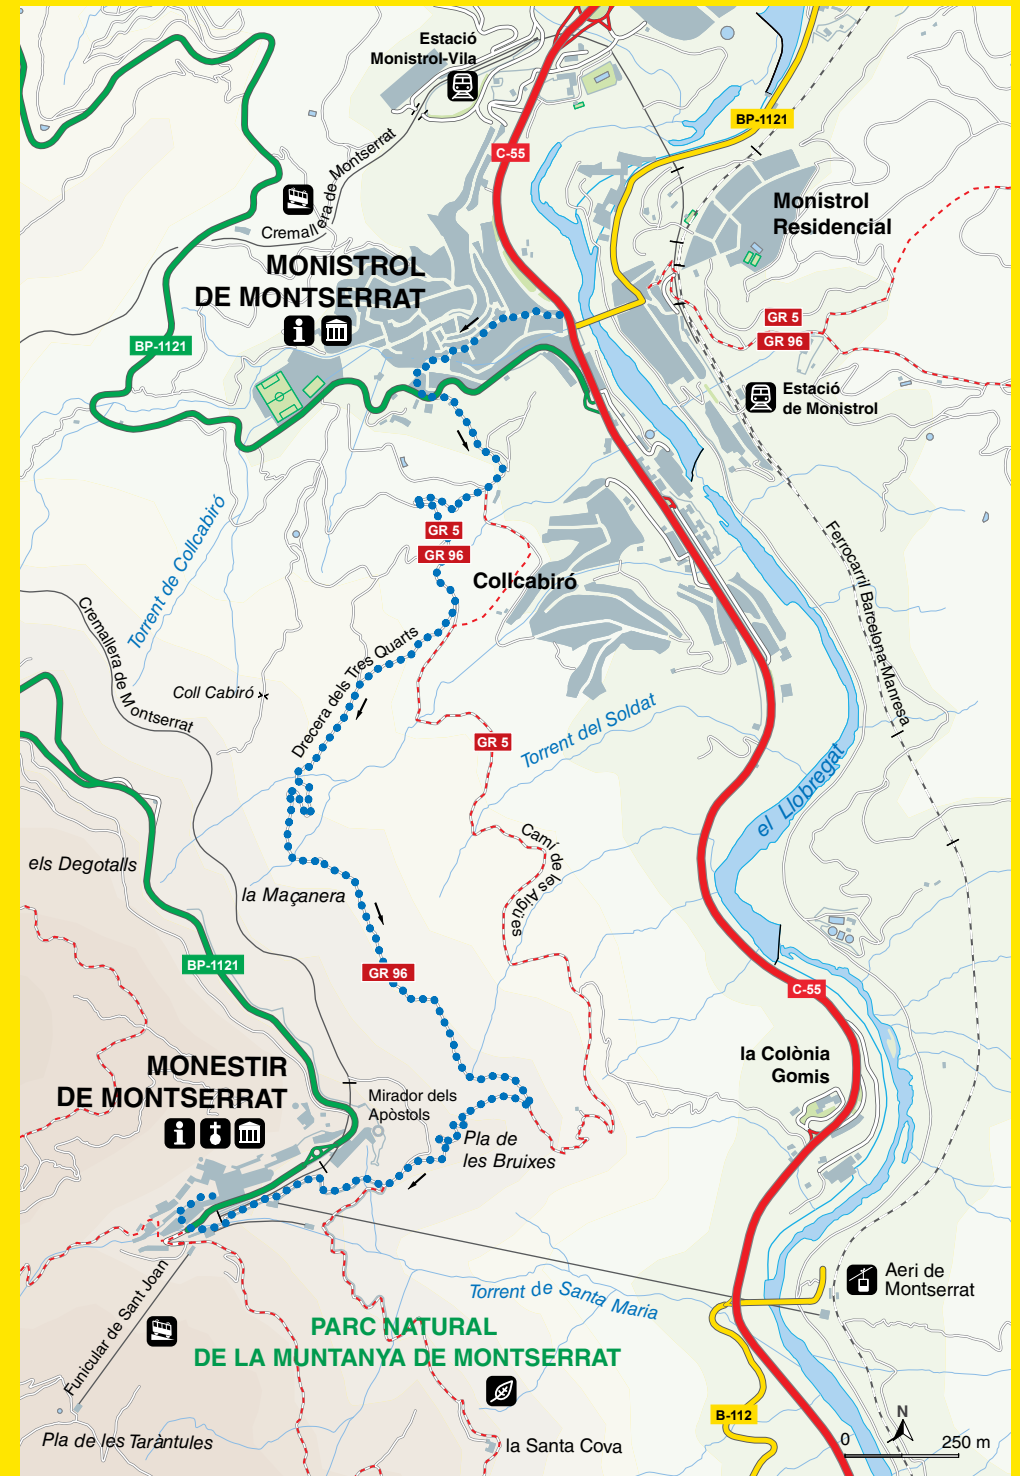 Estació
Monistrol-Vila
BP-1121
C-55
Cremallera de Montserrat
Monistrol
Residencial
MONISTROL
DE MONTSERRAT
GR 5
GR 96
BP-1121
Estació
de Monistrol
Torrent de Collcabiró
GR 5
GR 96
Collcabiró
Ferrocarril Barcelona-Manresa
Cremallera de Montserrat
Drecera dels Tres Quarts
Coll Cabiró
Torrent del Soldat
GR 5
el Llobregat
Camí de les Aigües
els Degotalls
la Maçanera
BP-1121
GR 96
C-55
la Colònia
Gomis
MONESTIR
DE MONTSERRAT
Mirador dels
Apòstols
Pla de
les Bruixes
Aeri de
Montserrat
Torrent de Santa Maria
Funicular de Sant Joan
PARC NATURAL
DE LA MUNTANYA DE MONTSERRAT
B-112
N
0
250 m
Pla de les Taràntules
la Santa Cova